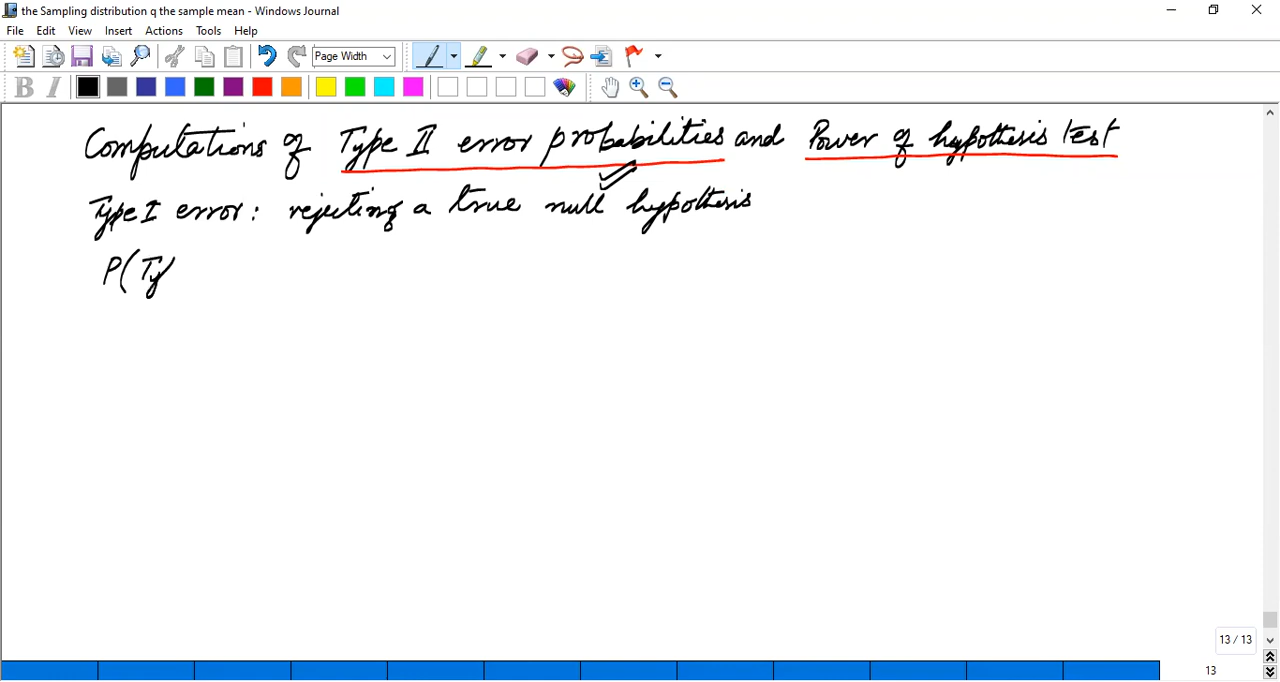 the Sampling distribution q the sample mean - Windows Journal
File Edit View Insert Actions Tools Help
Page Width
B I
Computations of Type II error probabilities and Power of hypothesis test
Type I error: rejecting a true null hypothesis
P(Ty
13 / 13
13